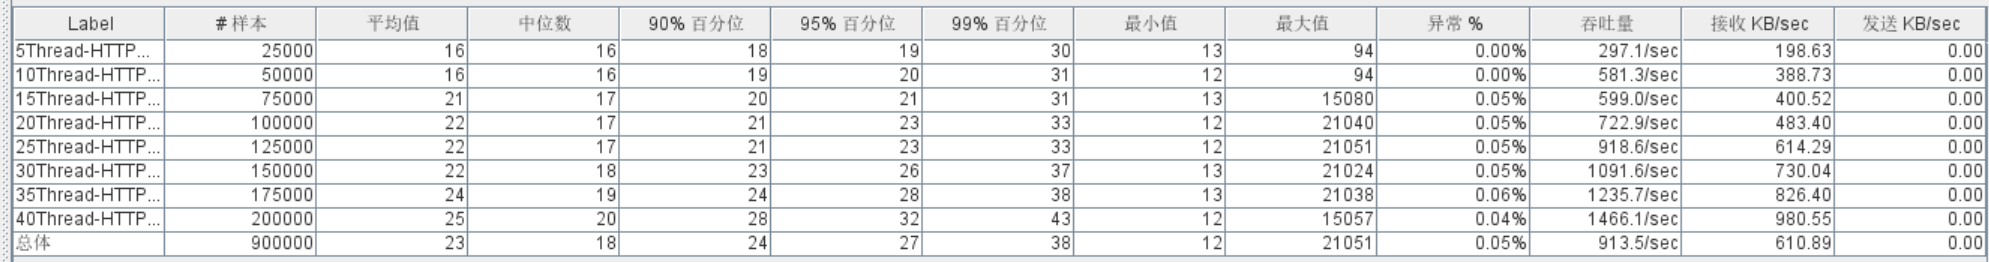 Label # 样本 平均值 中位数 90% 百分位 95% 百分位 99% 百分位 最小值 最大值 异常 % 吞吐量 接收 KB/sec 发送 KB/sec
5Thread-HTTP... 25000 16 16 18 19 30 13 94 0.00% 297.1/sec 198.63 0.00
10Thread-HTTP... 50000 16 16 19 20 31 12 94 0.00% 581.3/sec 388.73 0.00
15Thread-HTTP... 75000 21 17 20 21 31 13 15080 0.05% 599.0/sec 400.52 0.00
20Thread-HTTP... 100000 22 17 21 23 33 12 21040 0.05% 722.9/sec 483.40 0.00
25Thread-HTTP... 125000 22 17 21 23 33 12 21051 0.05% 918.6/sec 614.29 0.00
30Thread-HTTP... 150000 22 18 23 26 37 13 21024 0.05% 1091.6/sec 730.04 0.00
35Thread-HTTP... 175000 24 19 24 28 38 13 21038 0.06% 1235.7/sec 826.40 0.00
40Thread-HTTP... 200000 25 20 28 32 43 12 15057 0.04% 1466.1/sec 980.55 0.00
总体 900000 23 18 24 27 38 12 21051 0.05% 913.5/sec 610.89 0.00